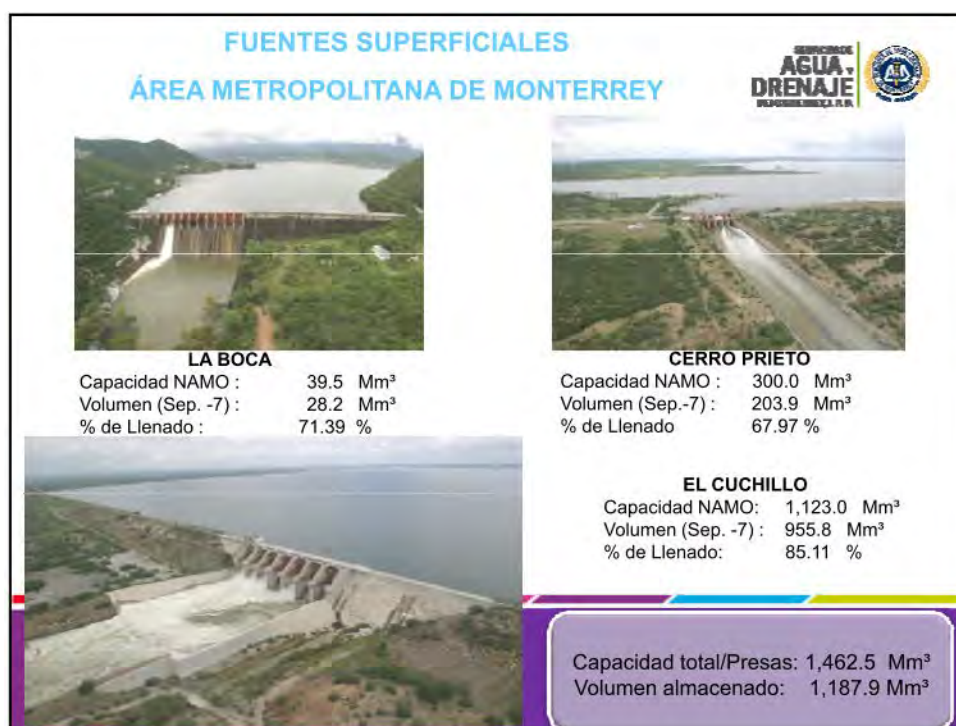 FUENTES SUPERFICIALES
ÁREA METROPOLITANA DE MONTERREY
SERVICIOS DE
AGUA Y
DRENAJE
LA BOCA
Capacidad NAMO : 39.5 Mm³
Volumen (Sep. -7) : 28.2 Mm³
% de Llenado : 71.39 %
CERRO PRIETO
Capacidad NAMO : 300.0 Mm³
Volumen (Sep.-7) : 203.9 Mm³
% de Llenado 67.97 %
EL CUCHILLO
Capacidad NAMO: 1,123.0 Mm³
Volumen (Sep. -7) : 955.8 Mm³
% de Llenado: 85.11 %
Capacidad total/Presas: 1,462.5 Mm³
Volumen almacenado: 1,187.9 Mm³